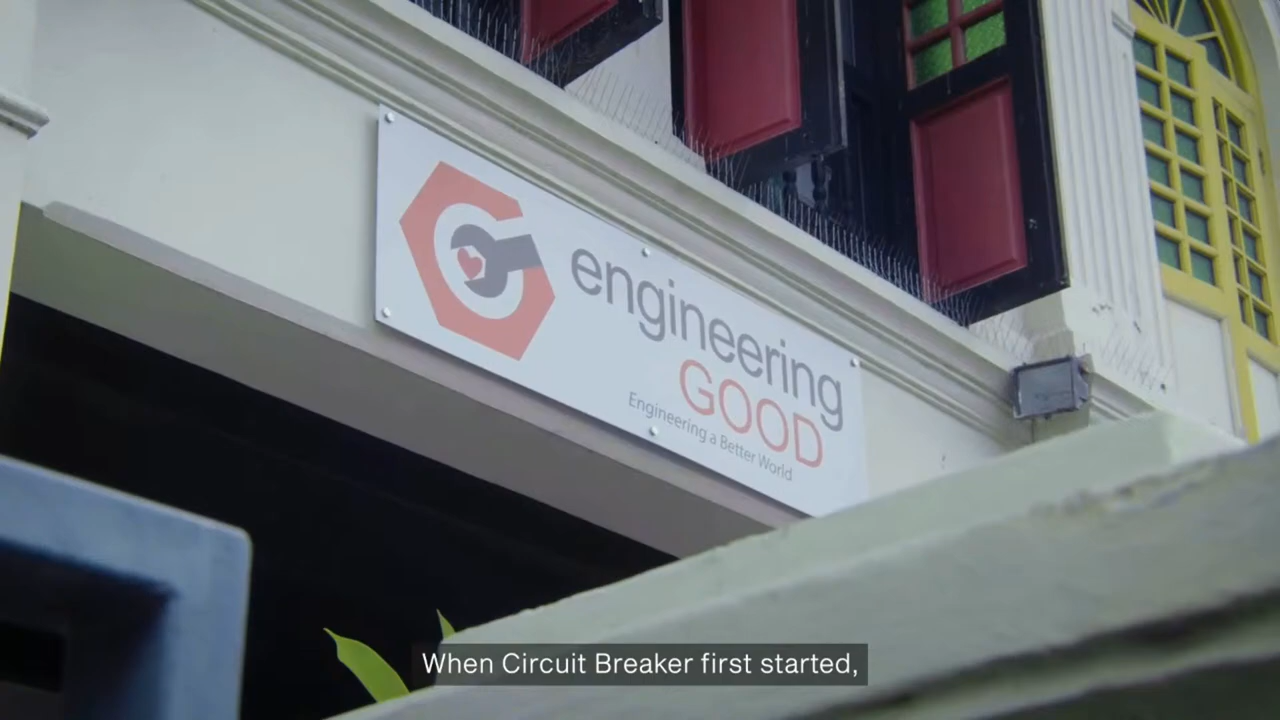 engineering
GOOD
Engineering a Better World
When Circuit Breaker first started,